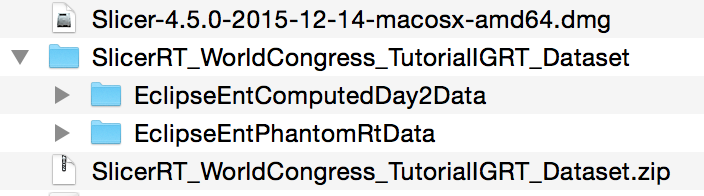 Slicer-4.5.0-2015-12-14-macosx-amd64.dmg
SlicerRT_WorldCongress_TutorialIGRT_Dataset
EclipseEntComputedDay2Data
EclipseEntPhantomRtData
SlicerRT_WorldCongress_TutorialIGRT_Dataset.zip